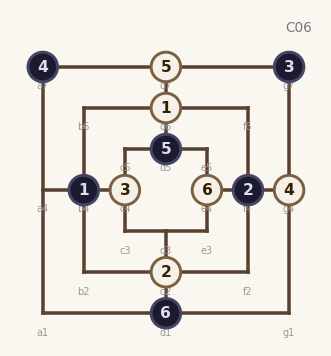 C06
4 5 3
a7 d7 g7
1
b6 d6 f6
5
c5 d5 e5
1 3 6 2 4
a4 b4 c4 e4 f4 g4
c3 d3 e3
2
b2 d2 f2
6
a1 d1 g1